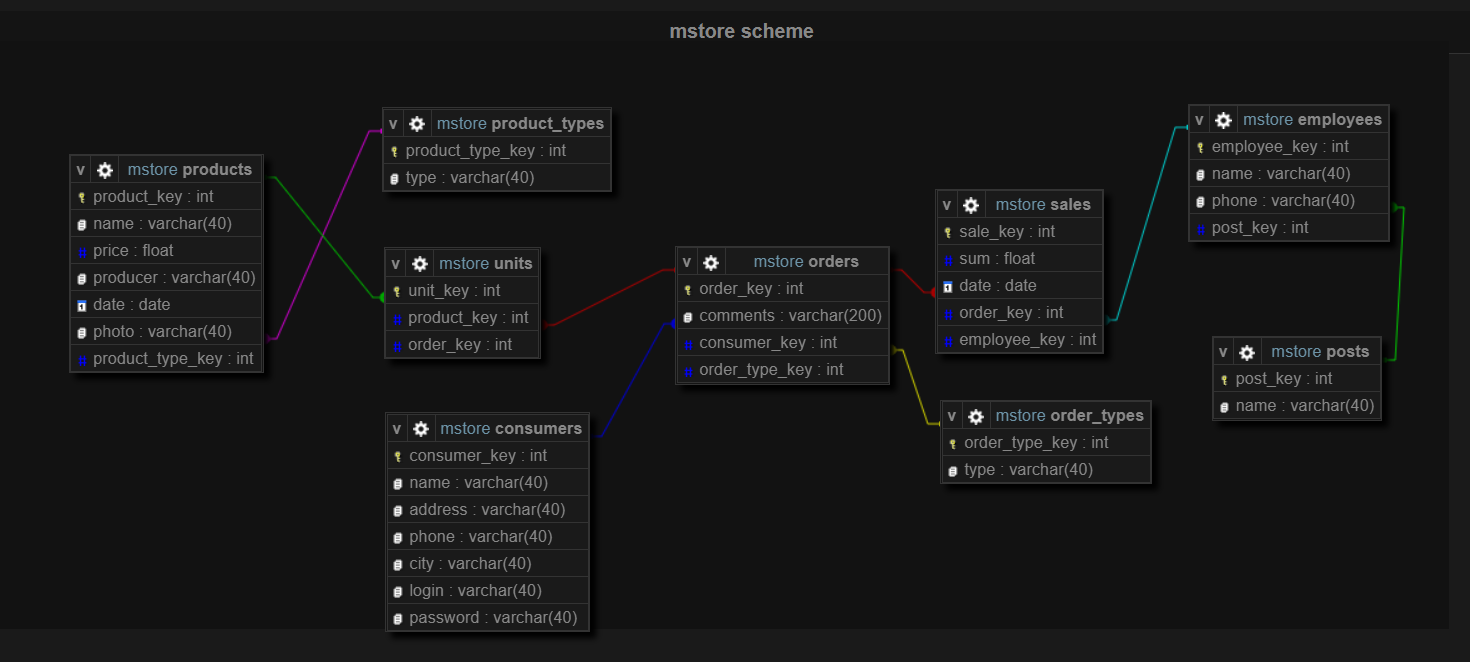 mstore scheme
v mstore products
product_key : int
name : varchar(40)
price : float
producer : varchar(40)
date : date
photo : varchar(40)
product_type_key : int
v mstore product_types
product_type_key : int
type : varchar(40)
v mstore units
unit_key : int
product_key : int
order_key : int
v mstore consumers
consumer_key : int
name : varchar(40)
address : varchar(40)
phone : varchar(40)
city : varchar(40)
login : varchar(40)
password : varchar(40)
v mstore orders
order_key : int
comments : varchar(200)
consumer_key : int
order_type_key : int
v mstore sales
sale_key : int
sum : float
date : date
order_key : int
employee_key : int
v mstore order_types
order_type_key : int
type : varchar(40)
v mstore employees
employee_key : int
name : varchar(40)
phone : varchar(40)
post_key : int
v mstore posts
post_key : int
name : varchar(40)